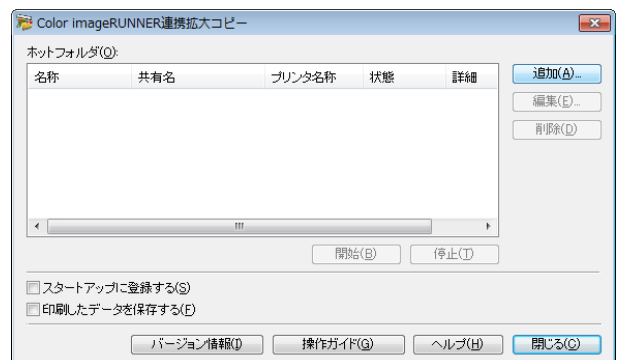 Color imageRUNNER連携拡大コピー
ホットフォルダ(O):
名称 共有名 プリンタ名称 状態 詳細
追加(A)...
編集(E)...
削除(D)
開始(B) 停止(T)
スタートアップに登録する(S)
印刷したデータを保存する(F)
バージョン情報(I) 操作ガイド(G) ヘルプ(H) 閉じる(C)